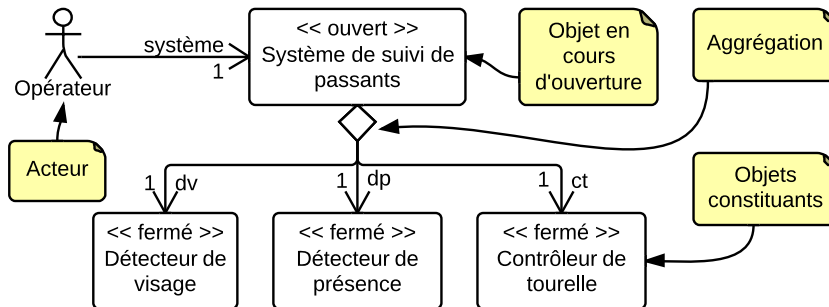 << ouvert >>
Système de suivi de
passants
système
1
Opérateur
Acteur
Objet en
cours
d'ouverture
Aggrégation
1 dv
1 dp
1 ct
<< fermé >>
Détecteur de
visage
<< fermé >>
Détecteur de
présence
<< fermé >>
Contrôleur de
tourelle
Objets
constituants